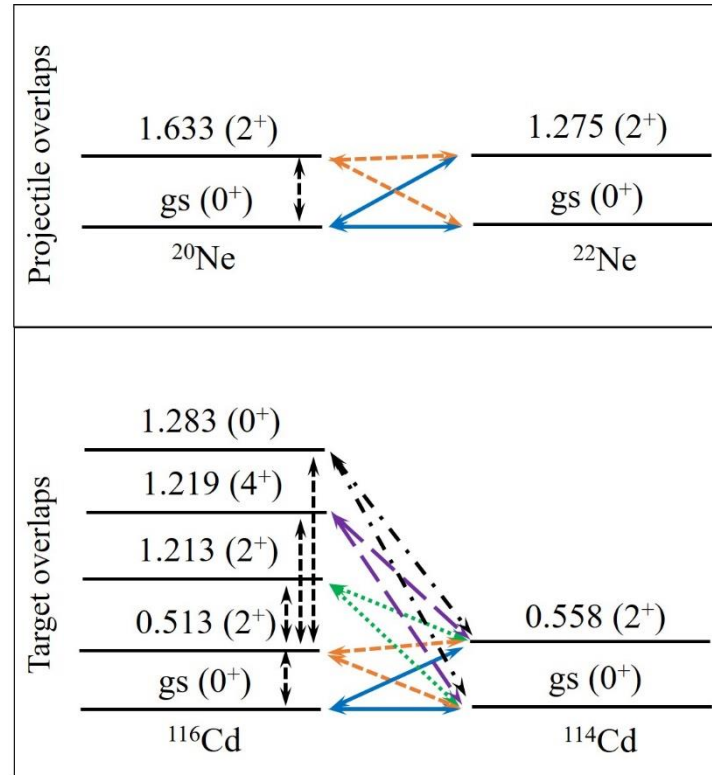 Projectile overlaps
1.633 (2⁺) 1.275 (2⁺)
gs (0⁺) gs (0⁺)
²⁰Ne ²²Ne
Target overlaps
1.283 (0⁺)
1.219 (4⁺)
1.213 (2⁺)
0.513 (2⁺) 0.558 (2⁺)
gs (0⁺) gs (0⁺)
¹¹⁶Cd ¹¹⁴Cd